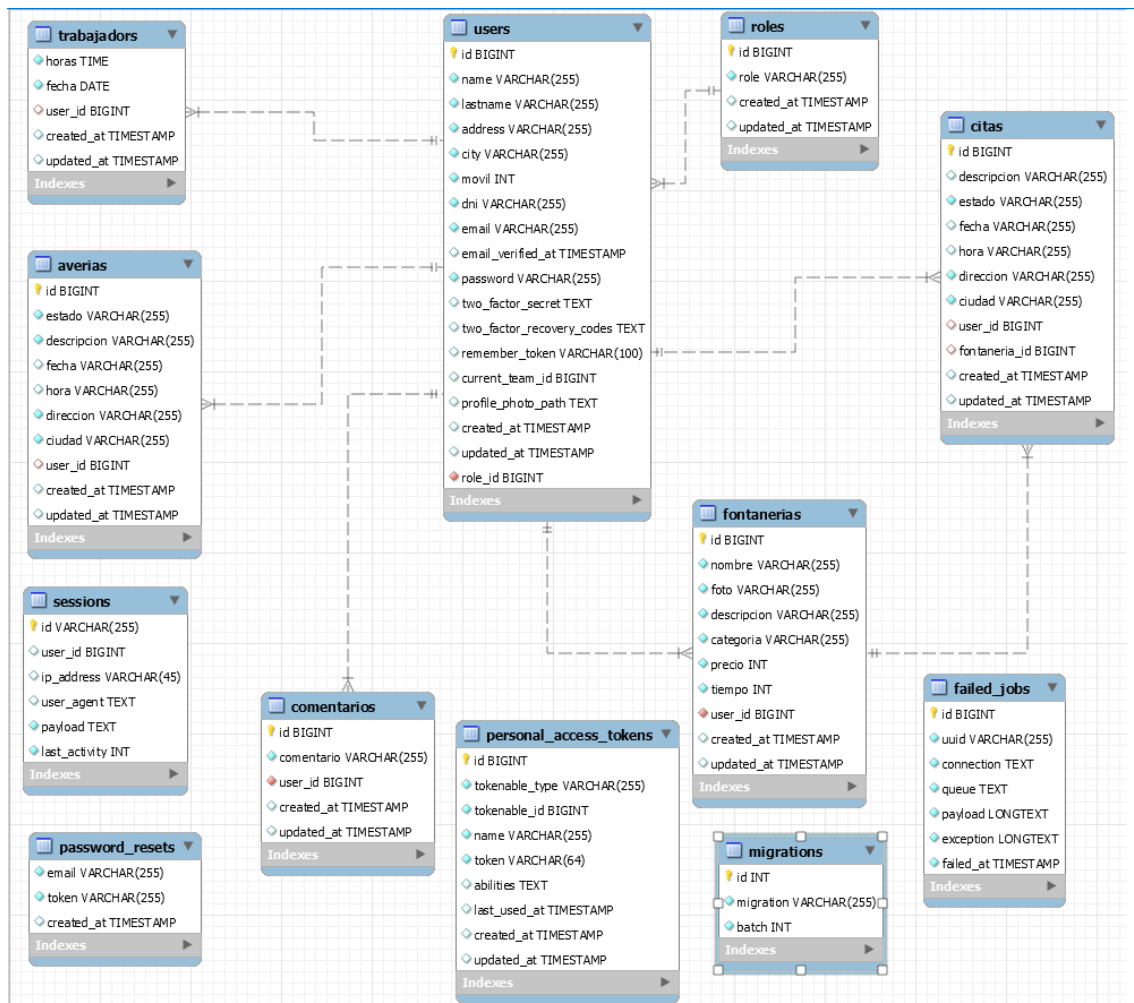 trabajadors
horas TIME
fecha DATE
user_id BIGINT
created_at TIMESTAMP
updated_at TIMESTAMP
Indexes
users
id BIGINT
name VARCHAR(255)
lastname VARCHAR(255)
address VARCHAR(255)
city VARCHAR(255)
movil INT
dni VARCHAR(255)
email VARCHAR(255)
email_verified_at TIMESTAMP
password VARCHAR(255)
two_factor_secret TEXT
two_factor_recovery_codes TEXT
remember_token VARCHAR(100)
current_team_id BIGINT
profile_photo_path TEXT
created_at TIMESTAMP
updated_at TIMESTAMP
role_id BIGINT
Indexes
roles
id BIGINT
role VARCHAR(255)
created_at TIMESTAMP
updated_at TIMESTAMP
Indexes
citas
id BIGINT
descripcion VARCHAR(255)
estado VARCHAR(255)
fecha VARCHAR(255)
hora VARCHAR(255)
direccion VARCHAR(255)
ciudad VARCHAR(255)
user_id BIGINT
fontaneria_id BIGINT
created_at TIMESTAMP
updated_at TIMESTAMP
Indexes
averias
id BIGINT
estado VARCHAR(255)
descripcion VARCHAR(255)
fecha VARCHAR(255)
hora VARCHAR(255)
direccion VARCHAR(255)
ciudad VARCHAR(255)
user_id BIGINT
created_at TIMESTAMP
updated_at TIMESTAMP
Indexes
fontanerias
id BIGINT
nombre VARCHAR(255)
foto VARCHAR(255)
descripcion VARCHAR(255)
categoria VARCHAR(255)
precio INT
tiempo INT
user_id BIGINT
created_at TIMESTAMP
updated_at TIMESTAMP
Indexes
sessions
id VARCHAR(255)
user_id BIGINT
ip_address VARCHAR(45)
user_agent TEXT
payload TEXT
last_activity INT
Indexes
comentarios
id BIGINT
comentario VARCHAR(255)
user_id BIGINT
created_at TIMESTAMP
updated_at TIMESTAMP
Indexes
personal_access_tokens
id BIGINT
tokenable_type VARCHAR(255)
tokenable_id BIGINT
name VARCHAR(255)
token VARCHAR(64)
abilities TEXT
last_used_at TIMESTAMP
created_at TIMESTAMP
updated_at TIMESTAMP
Indexes
failed_jobs
id BIGINT
uuid VARCHAR(255)
connection TEXT
queue TEXT
payload LONGTEXT
exception LONGTEXT
failed_at TIMESTAMP
Indexes
password_resets
email VARCHAR(255)
token VARCHAR(255)
created_at TIMESTAMP
Indexes
migrations
id INT
migration VARCHAR(255)
batch INT
Indexes